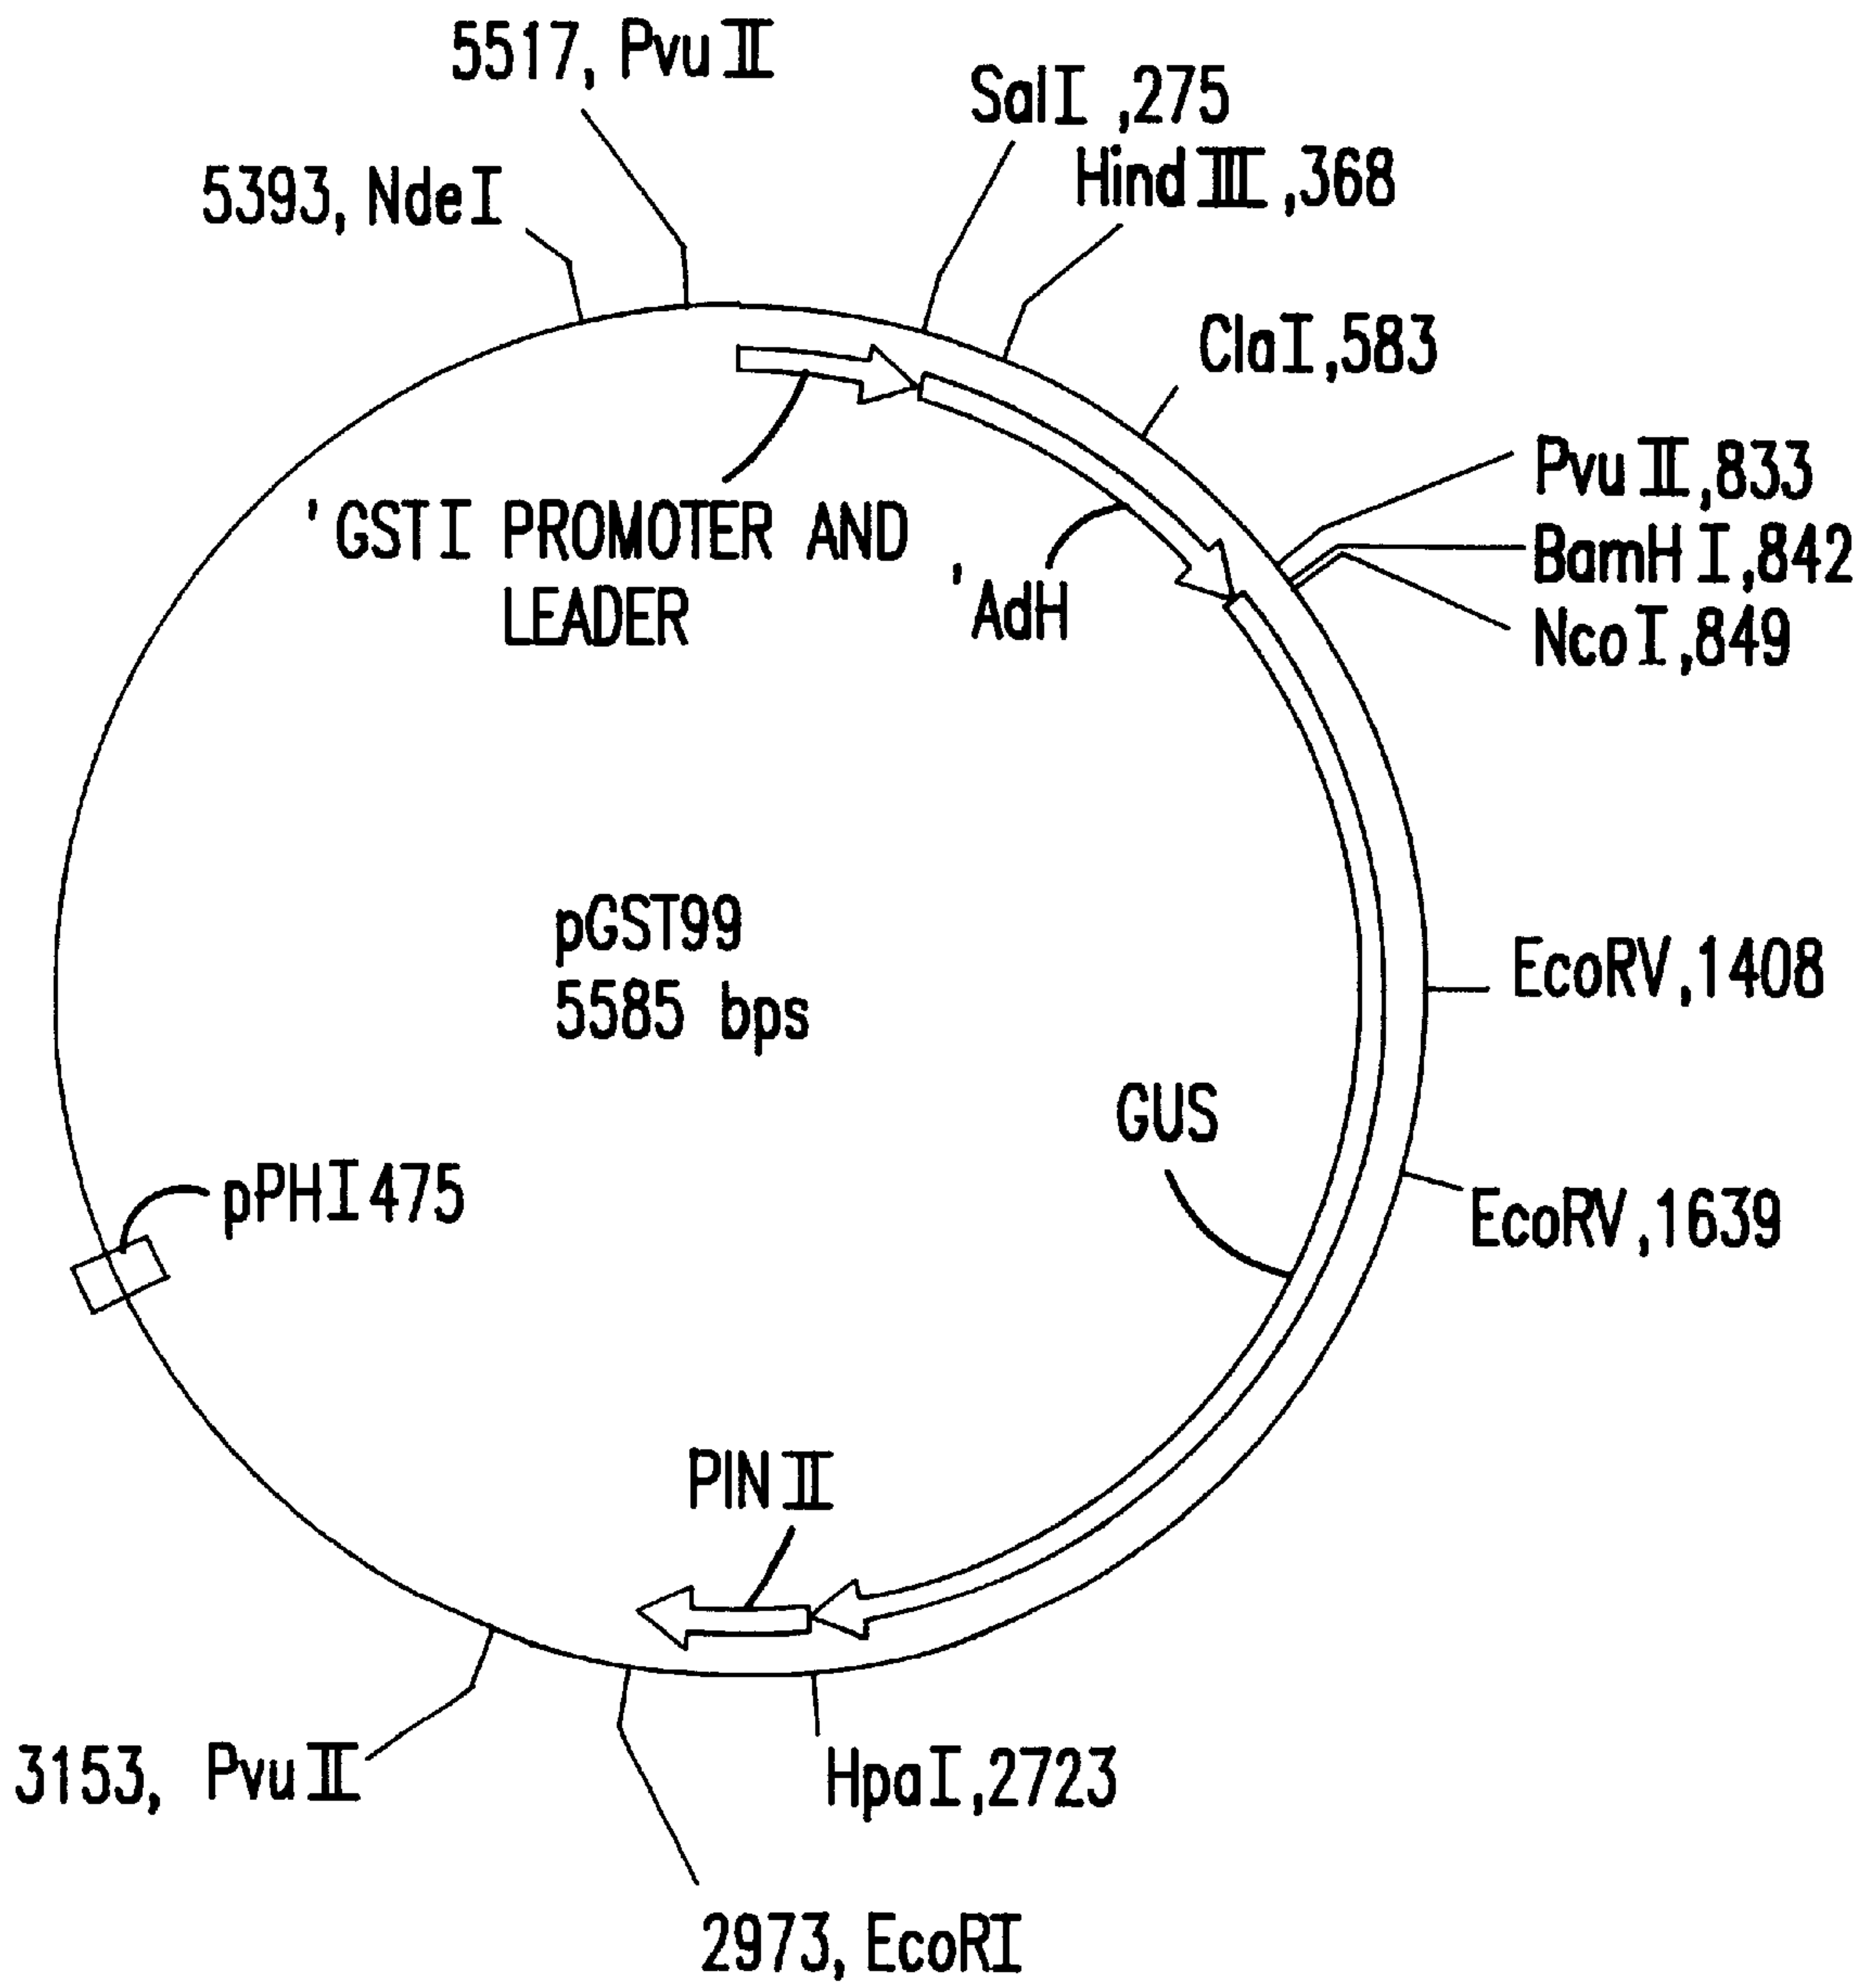 5517, PvuII
SalI ,275
HindIII ,368
5393, NdeI
ClaI,583
PvuII,833
BamHI,842
NcoI,849
'GSTI PROMOTER AND
LEADER
'AdH
pGST99
5585 bps
EcoRV,1408
GUS
pPHI475
EcoRV,1639
PINII
3153, PvuII
HpaI,2723
2973, EcoRI